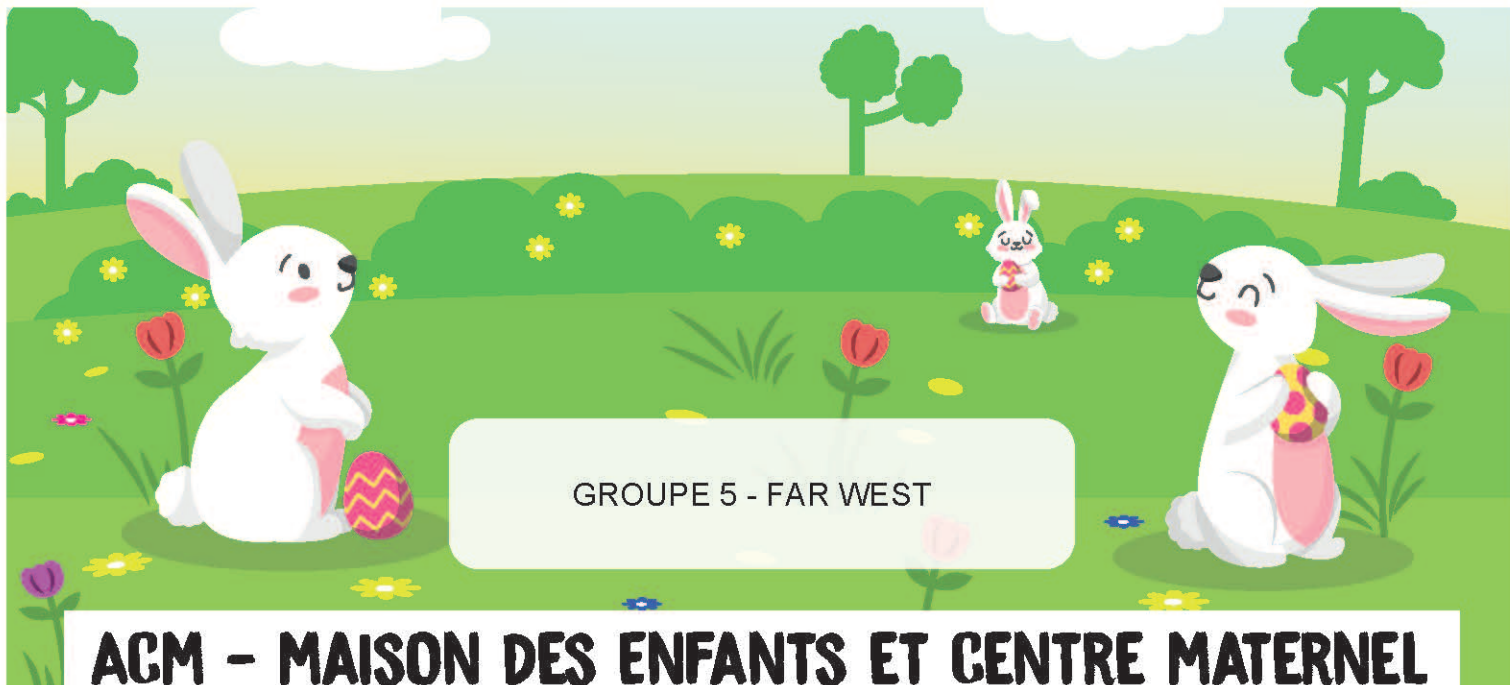 GROUPE 5 - FAR WEST
ACM - MAISON DES ENFANTS ET CENTRE MATERNEL